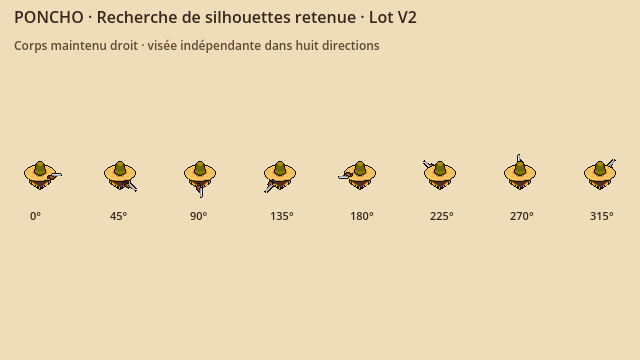 PONCHO · Recherche de silhouettes retenue · Lot V2
Corps maintenu droit · visée indépendante dans huit directions
0° 45° 90° 135° 180° 225° 270° 315°